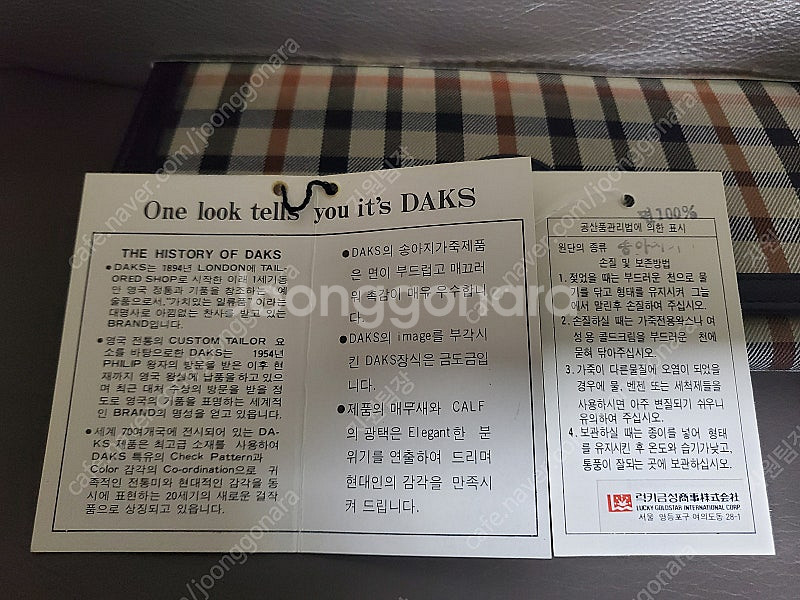 One look tells you it's DAKS
THE HISTORY OF DAKS
●DAKS는 1894년 LONDON에 TAIL-
ORED SHOP로 시작한 이래 1세기동
안 영국 정통과 기품을 창조하는 예
술품으로서, "가치있는 일류품" 이라는
대명사로 아낌없는 찬사를 받고 있는
BRAND입니다.
●영국 전통의 CUSTOM TAILOR 요
소를 바탕으로한 DAKS는 1954년
PHILIP 왕자의 방문을 받은 이후 현
재까지 영국 왕실에 납품을 하고 있으
며 최근 대처 수상의 방문을 받을 정
도로 영국의 기품을 표명하는 세계적
인 BRAND의 명성을 얻고 있읍니다.
●세계 70여개국에 전시되어 있는 DA-
KS 제품은 최고급 소재를 사용하여
DAKS 특유의 Check Pattern과
Color 감각의 Co-ordination으로 귀
족적인 전통미와 현대적인 감각을 동
시에 표현하는 20세기의 새로운 걸작
품으로 상징되고 있읍니다.
●DAKS의 송아지가죽제품
은 면이 부드럽고 매끄러
워 촉감이 매우 우수합니
다.
●DAKS의 image를 부각시
킨 DAKS장식은 금도금입
니다.
●제품의 매무새와 CALF
의 광택은 Elegant한 분
위기를 연출하여 드리며
현대인의 감각을 만족시
켜 드립니다.
100%
공산품관리법에 의한 표시
원단의 종류 송아지
손질 및 보존방법
1. 젖었을 때는 부드러운 천으로 물
기를 닦고 형태를 유지시켜 그늘
에서 말린후 손질하여 주십시오.
2. 손질하실 때는 가죽전용왁스나 여
성용 골드크림을 부드러운 천에
묻혀 닦아주십시오.
3. 가죽이 다른물질에 오염이 되었을
경우에 물, 벤젠 또는 세척제들을
사용하시면 아주 변질되기 쉬우니
유의하여 주십시오.
4. 보관하실 때는 종이를 넣어 형태
를 유지시킨 후 온도와 습기가낮고,
통풍이 잘되는 곳에 보관하십시오.
럭키금성商事株式会社
LUCKY GOLDSTAR INTERNATIONAL CORP.
서울 영등포구 여의도동 28-1
joonggonara
cafe.naver.com/joonggonara